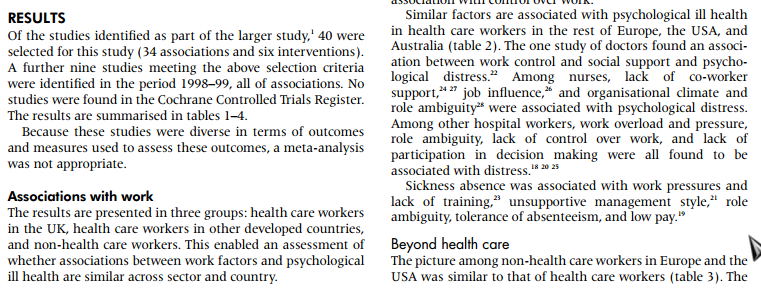 RESULTS
Of the studies identified as part of the larger study,¹ 40 were
selected for this study (34 associations and six interventions).
A further nine studies meeting the above selection criteria
were identified in the period 1998–99, all of associations. No
studies were found in the Cochrane Controlled Trials Register.
The results are summarised in tables 1–4.
Because these studies were diverse in terms of outcomes
and measures used to assess these outcomes, a meta-analysis
was not appropriate.
Associations with work
The results are presented in three groups: health care workers
in the UK, health care workers in other developed countries,
and non-health care workers. This enabled an assessment of
whether associations between work factors and psychological
ill health are similar across sector and country.
association with control over work.
Similar factors are associated with psychological ill health
in health care workers in the rest of Europe, the USA, and
Australia (table 2). The one study of doctors found an associ-
ation between work control and social support and psycho-
logical distress.²² Among nurses, lack of co-worker
support,²⁴ ²⁷ job influence,²⁶ and organisational climate and
role ambiguity²⁸ were associated with psychological distress.
Among other hospital workers, work overload and pressure,
role ambiguity, lack of control over work, and lack of
participation in decision making were all found to be
associated with distress.¹⁸ ²⁰ ²⁵
Sickness absence was associated with work pressures and
lack of training,²³ unsupportive management style,²¹ role
ambiguity, tolerance of absenteeism, and low pay.¹⁹
Beyond health care
The picture among non-health care workers in Europe and the
USA was similar to that of health care workers (table 3). The